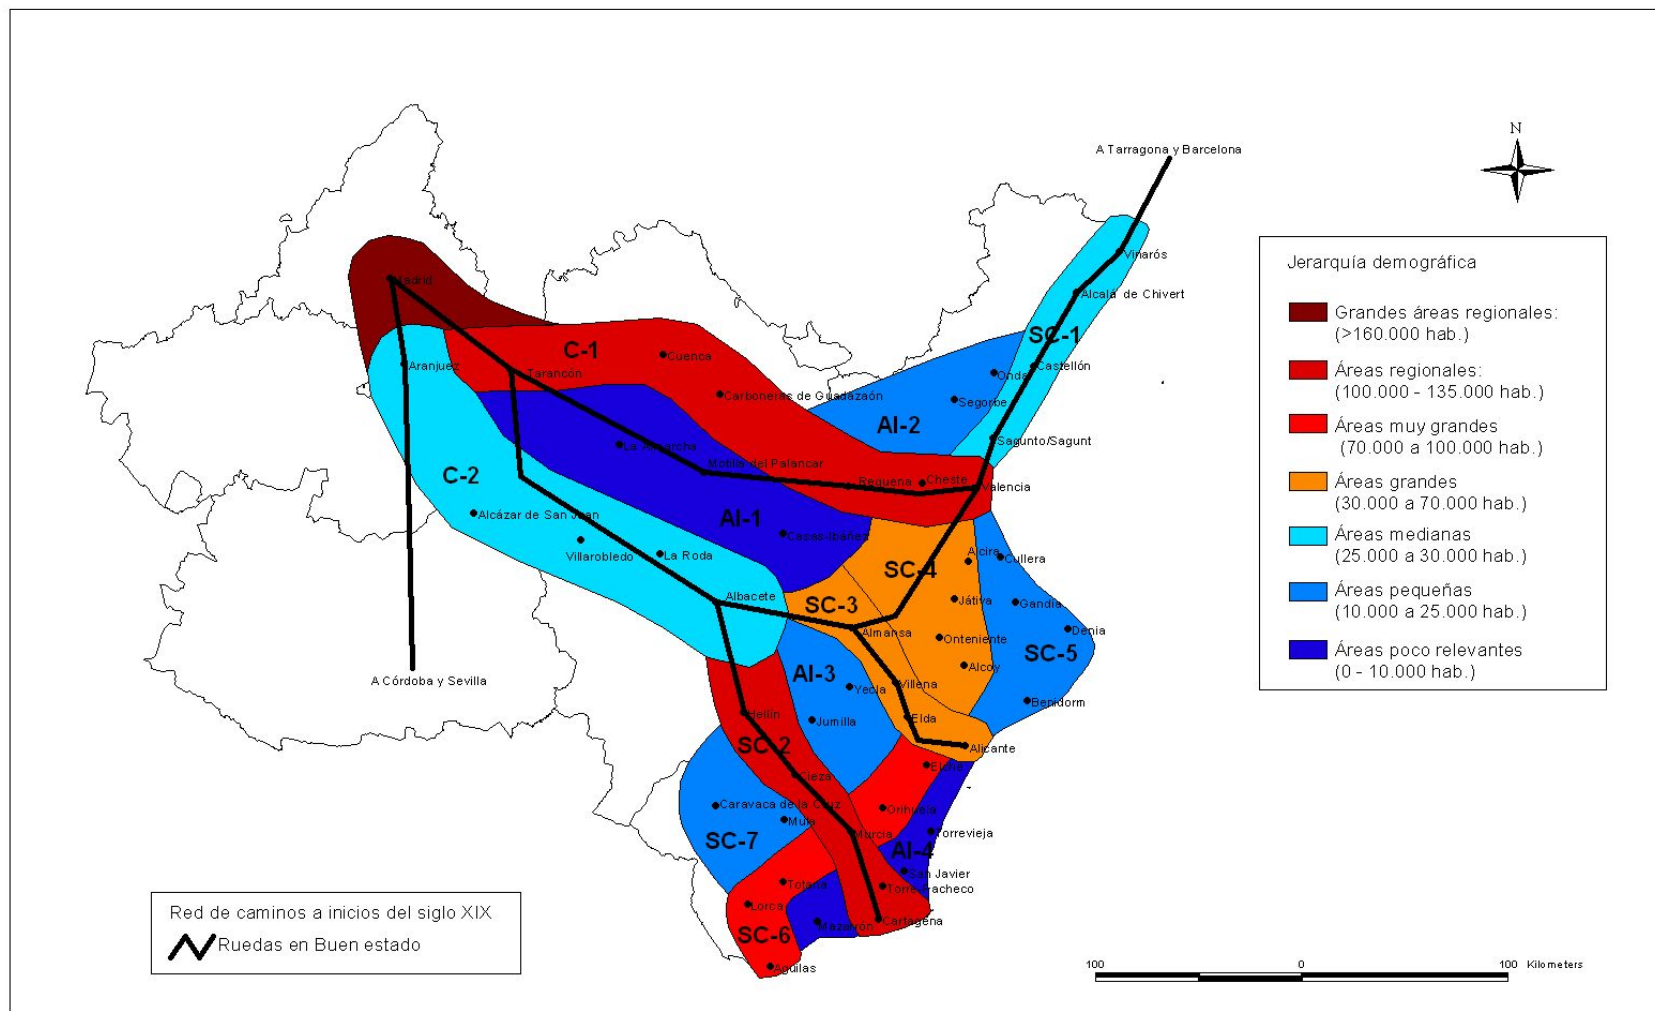 N
A Tarragona y Barcelona
Vinarós
Alcalá de Chivert
SC-1
Castellón
Onda
Segorbe
AI-2
Sagunto/Sagunt
Madrid
C-1
Cuenca
Aranjuez
Tarancón
Carboneras de Guadazaón
Motilla del Palancar
Requena
Cheste
Valencia
C-2
Alcázar de San Juan
Villarobledo
La Roda
AI-1
Casas-Ibáñez
Alcira
Cullera
SC-4
Albacete
SC-3
Játiva
Gandía
Almansa
Onteniente
Denia
SC-5
Alcoy
A Córdoba y Sevilla
AI-3
Yecla
Villena
Benidorm
Hellín
Jumilla
Elda
SC-2
Alicante
Cieza
Elche
Caravaca de la Cruz
Mula
Orihuela
SC-7
Murcia
Torrevieja
AI-4
San Javier
Totana
Torre-Pacheco
Lorca
Mazarrón
Cartagena
SC-6
Aguilas
Jerarquía demográfica
Grandes áreas regionales:
(>160.000 hab.)
Áreas regionales:
(100.000 - 135.000 hab.)
Áreas muy grandes
(70.000 a 100.000 hab.)
Áreas grandes
(30.000 a 70.000 hab.)
Áreas medianas
(25.000 a 30.000 hab.)
Áreas pequeñas
(10.000 a 25.000 hab.)
Áreas poco relevantes
(0 - 10.000 hab.)
Red de caminos a inicios del siglo XIX
Ruedas en Buen estado
100 0 100 Kilometers